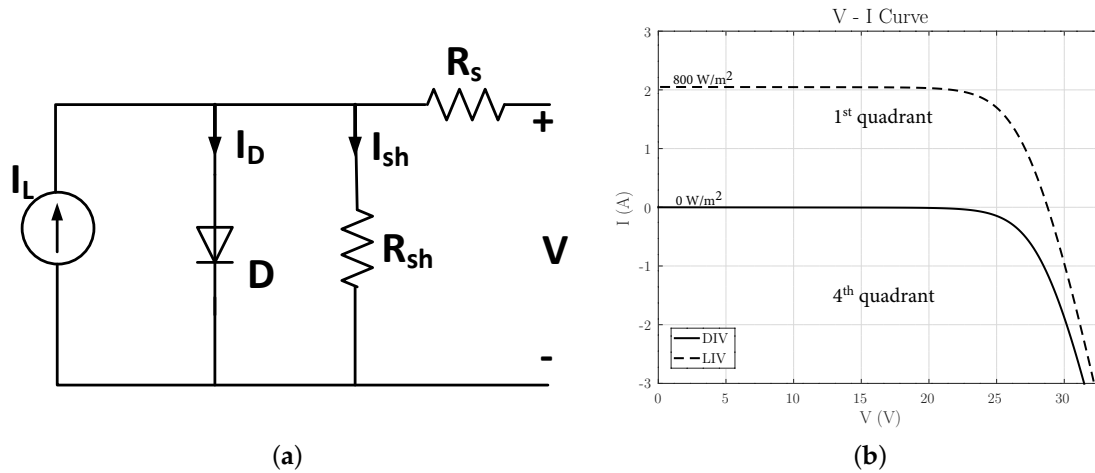 R_s
+
I_D
I_sh
I_L
R_sh
D
V
-
(a)
V - I Curve
3
2
1
0
-1
-2
-3
I (A)
800 W/m²
1st quadrant
0 W/m²
4th quadrant
DIV
LIV
0 5 10 15 20 25 30
V (V)
(b)